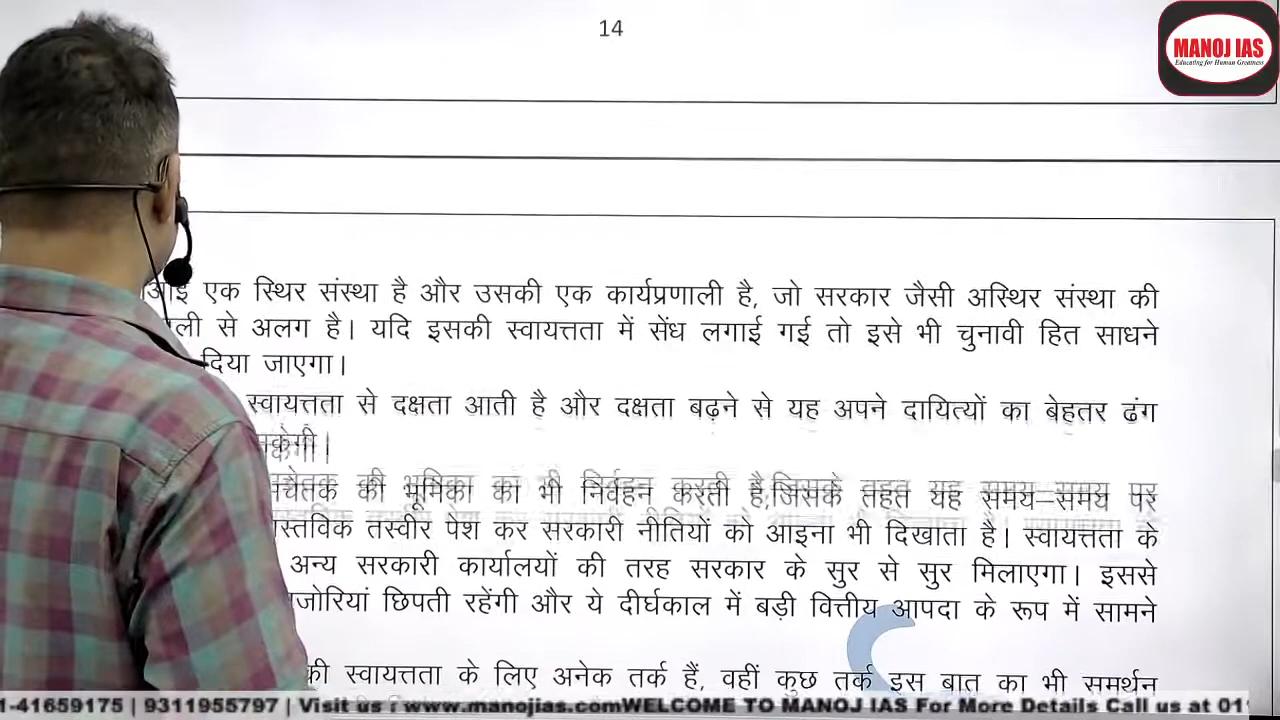 14
MANOJ IAS
Educating for Human Greatness
एक स्थिर संस्था है और उसकी एक कार्यप्रणाली है, जो सरकार जैसी अस्थिर संस्था की
से अलग है। यदि इसकी स्वायत्तता में सेंध लगाई गई तो इसे भी चुनावी हित साधने
दिया जाएगा।
स्वायत्तता से दक्षता आती है और दक्षता बढ़ने से यह अपने दायित्यों का बेहतर ढंग
सकेगी।
की भूमिका का भी निर्वहन करती है,जिसके तहत यह समय–समय पर
तस्वीर पेश कर सरकारी नीतियों को आइना भी दिखाता है। स्वायत्तता के
अन्य सरकारी कार्यालयों की तरह सरकार के सुर से सुर मिलाएगा। इससे
छिपती रहेंगी और ये दीर्घकाल में बड़ी वित्तीय आपदा के रूप में सामने
की स्वायत्तता के लिए अनेक तर्क हैं, वहीं कुछ तर्क इस बात का भी समर्थन
1-41659175 | 9311955797 | Visit us : www.manojias.comWELCOME TO MANOJ IAS For More Details Call us at 01